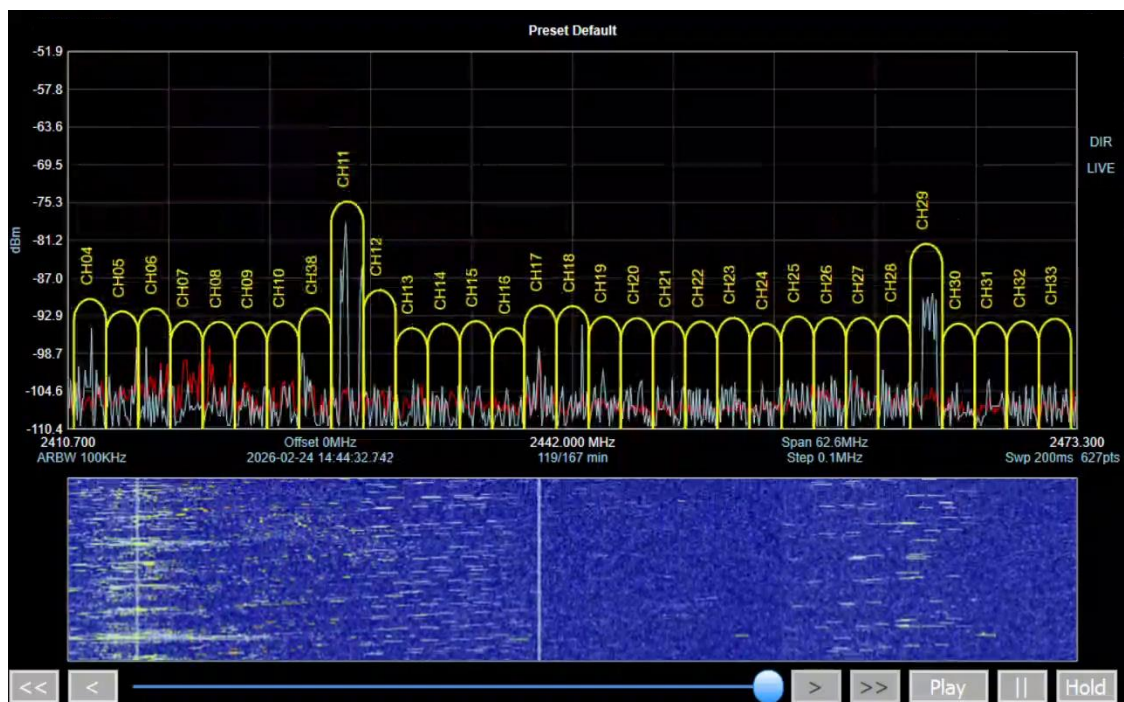 Preset Default
-51.9
-57.8
-63.6
-69.5
-75.3
-81.2
-87.0
-92.9
-98.7
-104.6
-110.4
dBm
DIR
LIVE
CH04
CH05
CH06
CH07
CH08
CH09
CH10
CH38
CH11
CH12
CH13
CH14
CH15
CH16
CH17
CH18
CH19
CH20
CH21
CH22
CH23
CH24
CH25
CH26
CH27
CH28
CH29
CH30
CH31
CH32
CH33
2410.700 Offset 0MHz 2442.000 MHz Span 62.6MHz 2473.300
ARBW 100KHz 2026-02-24 14:44:32.742 119/167 min Step 0.1MHz Swp 200ms 627pts
<< < > >> Play || Hold